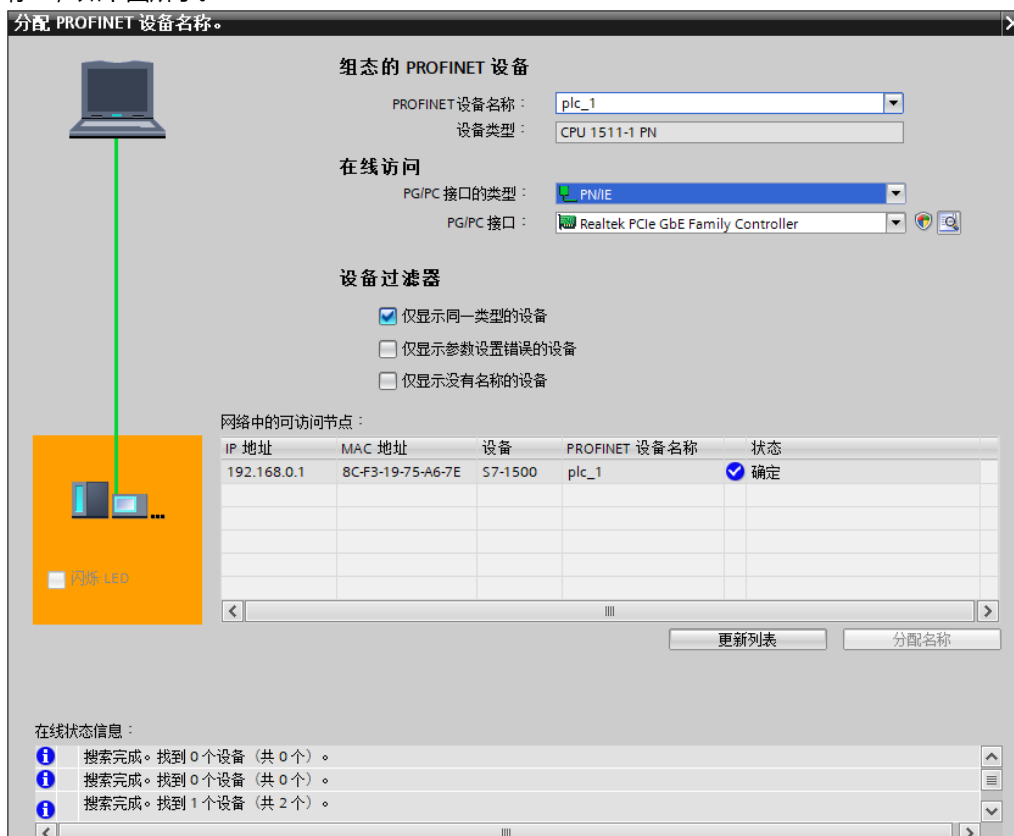 分配 PROFINET 设备名称。
组态的 PROFINET 设备
PROFINET设备名称： plc_1
设备类型： CPU 1511-1 PN
在线访问
PG/PC 接口的类型： PN/IE
PG/PC 接口： Realtek PCIe GbE Family Controller
设备过滤器
仅显示同一类型的设备
仅显示参数设置错误的设备
仅显示没有名称的设备
网络中的可访问节点：
IP 地址 MAC 地址 设备 PROFINET 设备名称 状态
192.168.0.1 8C-F3-19-75-A6-7E S7-1500 plc_1 确定
闪烁 LED
更新列表 分配名称
在线状态信息：
搜索完成。找到 0 个设备（共 0 个）。
搜索完成。找到 0 个设备（共 0 个）。
搜索完成。找到 1 个设备（共 2 个）。